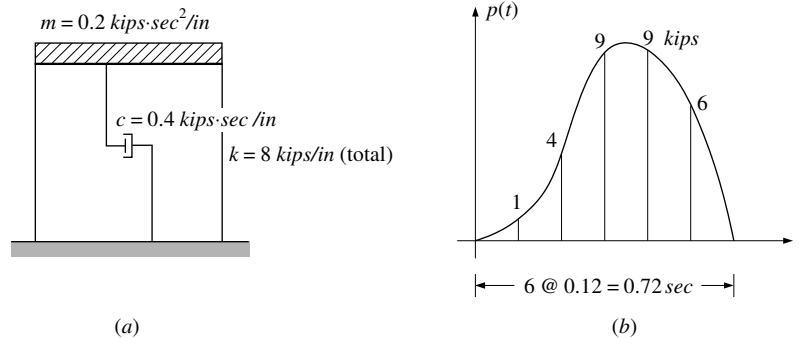 m = 0.2 kips·sec²/in
c = 0.4 kips·sec /in
k = 8 kips/in (total)
(a)
p(t)
9 9 kips
6
4
1
6 @ 0.12 = 0.72 sec
(b)